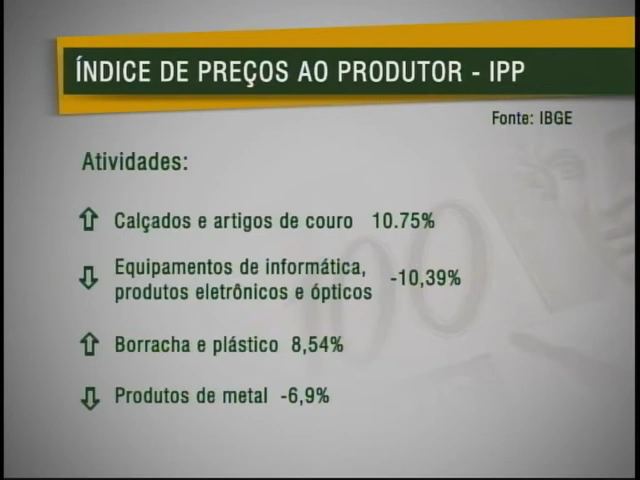 ÍNDICE DE PREÇOS AO PRODUTOR - IPP
Fonte: IBGE
Atividades:
Calçados e artigos de couro 10.75%
Equipamentos de informática,
produtos eletrônicos e ópticos -10,39%
Borracha e plástico 8,54%
Produtos de metal -6,9%
100